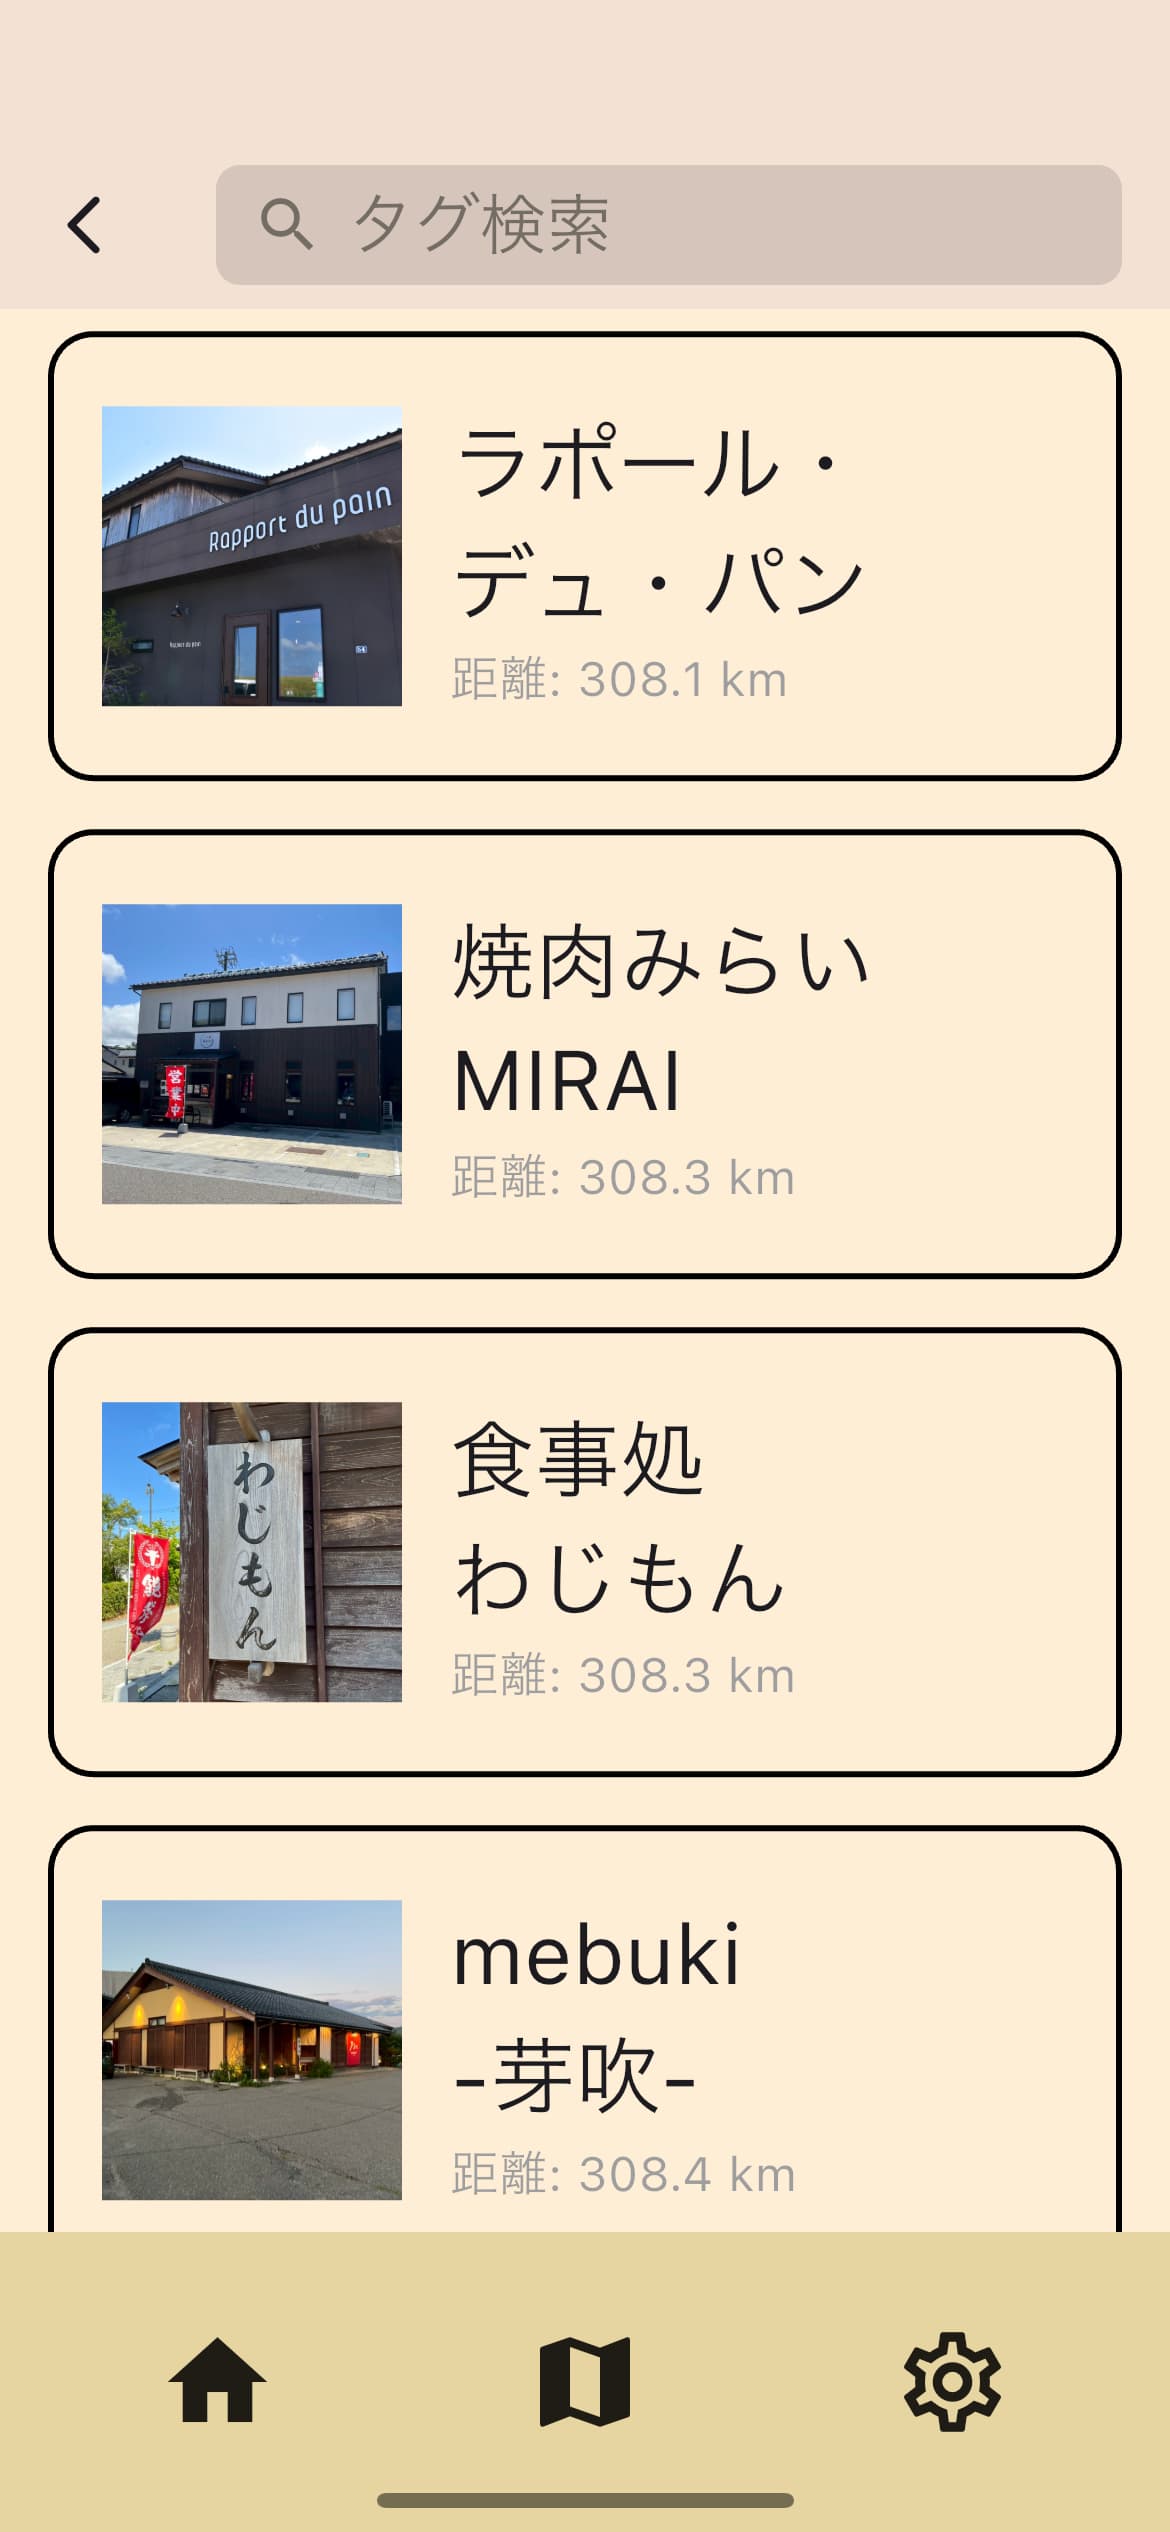 タグ検索
Rapport du pain
Rapport du pain
ラポール・
デュ・パン
距離: 308.1 km
営業中
焼肉みらい
MIRAI
距離: 308.3 km
わじもん
食事処
わじもん
距離: 308.3 km
mebuki
-芽吹-
距離: 308.4 km